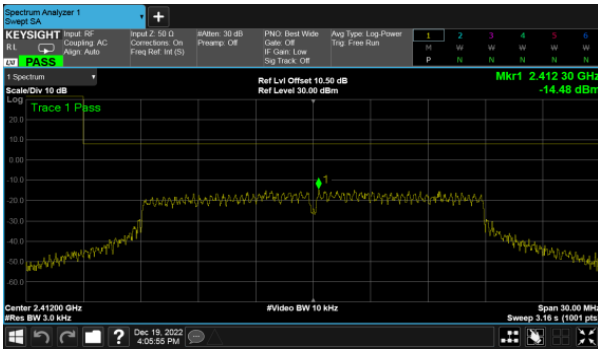 Spectrum Analyzer 1
Swept SA
+
KEYSIGHT Input: RF Input Z: 50 Ω #Atten: 30 dB PNO: Best Wide Avg Type: Log-Power 1 2 3 4 5 6
RL Coupling: AC Corrections: On Preamp: Off Gate: Off Trig: Free Run M W W W W W
Align: Auto Freq Ref: Int (S) IF Gain: Low P N N N N N
LXI PASS Sig Track: Off
1 Spectrum Ref Lvl Offset 10.50 dB Mkr1 2.412 30 GHz
Scale/Div 10 dB Ref Level 30.00 dBm -14.48 dBm
Log Trace 1 Pass
20.0
10.0
0.00
-10.0
1
-20.0
-30.0
-40.0
-50.0
-60.0
Center 2.41200 GHz #Video BW 10 kHz Span 30.00 MHz
#Res BW 3.0 kHz Sweep 3.16 s (1001 pts)
? Dec 19, 2022
4:05:55 PM